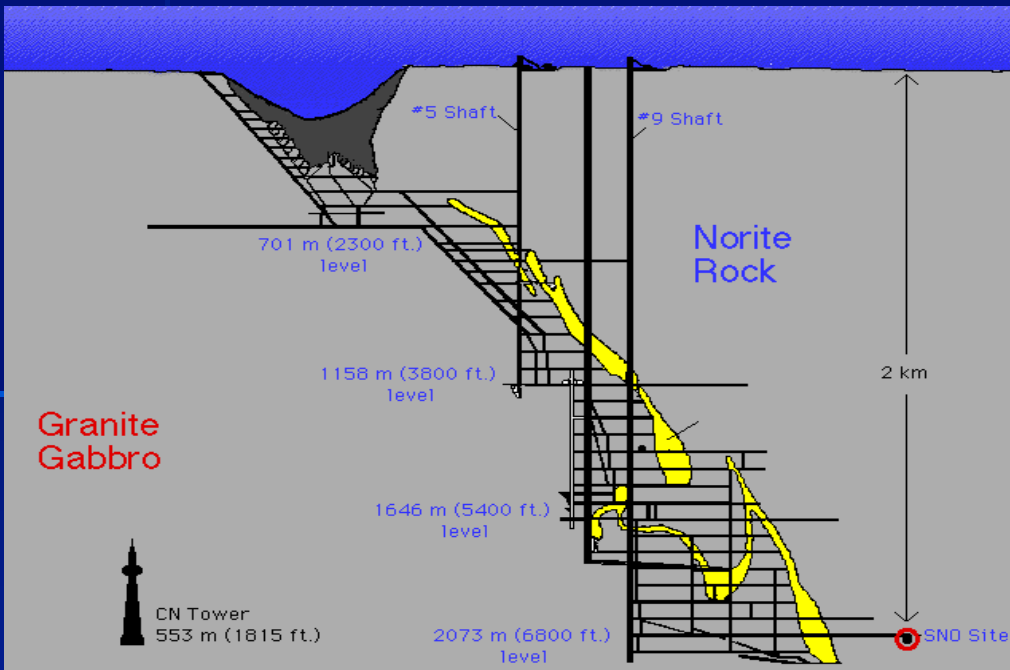 #5 Shaft
#9 Shaft
701 m (2300 ft.)
level
Norite
Rock
1158 m (3800 ft.)
level
2 km
Granite
Gabbro
1646 m (5400 ft.)
level
CN Tower
553 m (1815 ft.)
2073 m (6800 ft.)
level
SNO Site